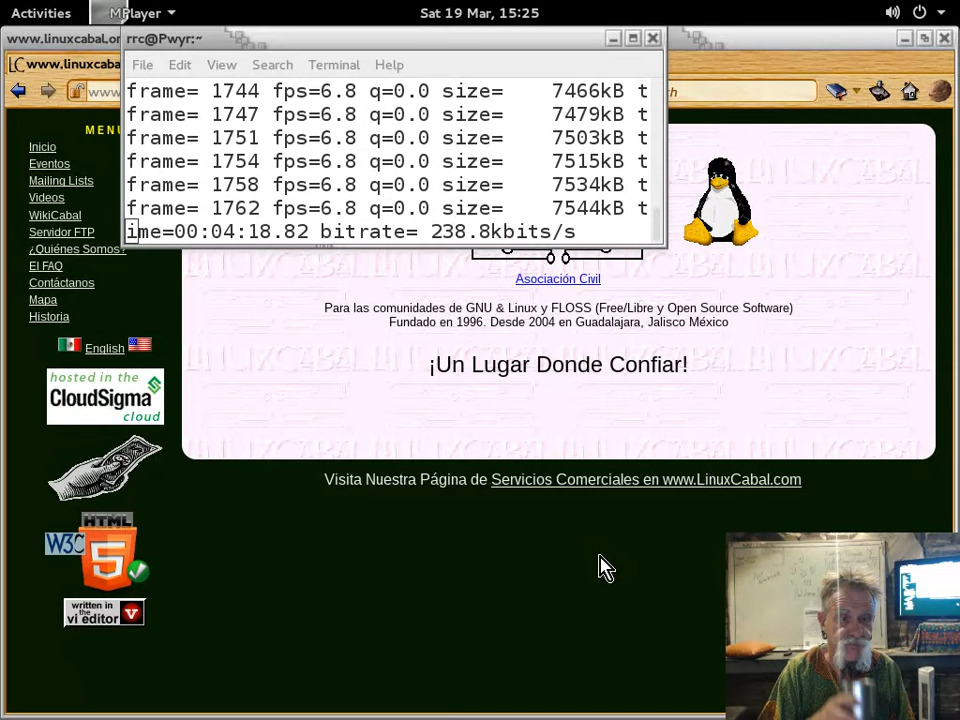 Activities
MPlayer
Sat 19 Mar, 15:25
www.linuxcabal.or
rrc@Pwyr:~
www.linuxcaba
File Edit View Search Terminal Help
frame= 1744 fps=6.8 q=0.0 size= 7466kB t
frame= 1747 fps=6.8 q=0.0 size= 7479kB t
frame= 1751 fps=6.8 q=0.0 size= 7503kB t
frame= 1754 fps=6.8 q=0.0 size= 7515kB t
frame= 1758 fps=6.8 q=0.0 size= 7534kB t
frame= 1762 fps=6.8 q=0.0 size= 7544kB t
ime=00:04:18.82 bitrate= 238.8kbits/s
MENU
Inicio
Eventos
Mailing Lists
Videos
WikiCabal
Servidor FTP
¿Quiénes Somos?
El FAQ
Contáctanos
Mapa
Historia
English
hosted in the
CloudSigma
cloud
HTML
W3C
5
written in
the
vi editor
Asociación Civil
Para las comunidades de GNU & Linux y FLOSS (Free/Libre y Open Source Software)
Fundado en 1996. Desde 2004 en Guadalajara, Jalisco México
¡Un Lugar Donde Confiar!
Visita Nuestra Página de Servicios Comerciales en www.LinuxCabal.com